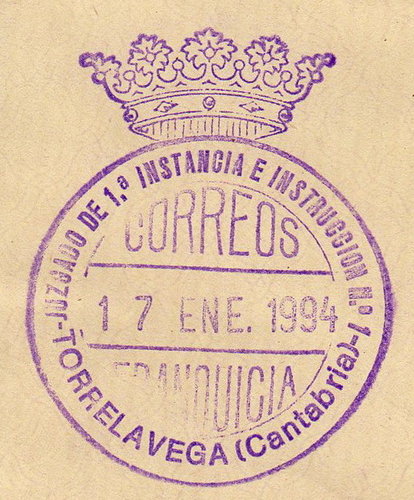 JUZGADO DE 1.ª INSTANCIA E INSTRUCCION N.º 1
CORREOS
17 ENE. 1994
FRANQUICIA
-TORRELAVEGA (Cantabria)-